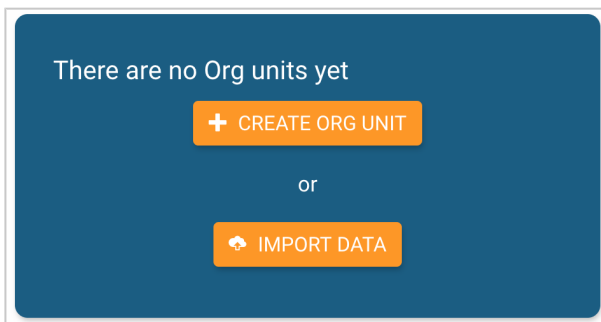 There are no Org units yet
CREATE ORG UNIT
or
IMPORT DATA